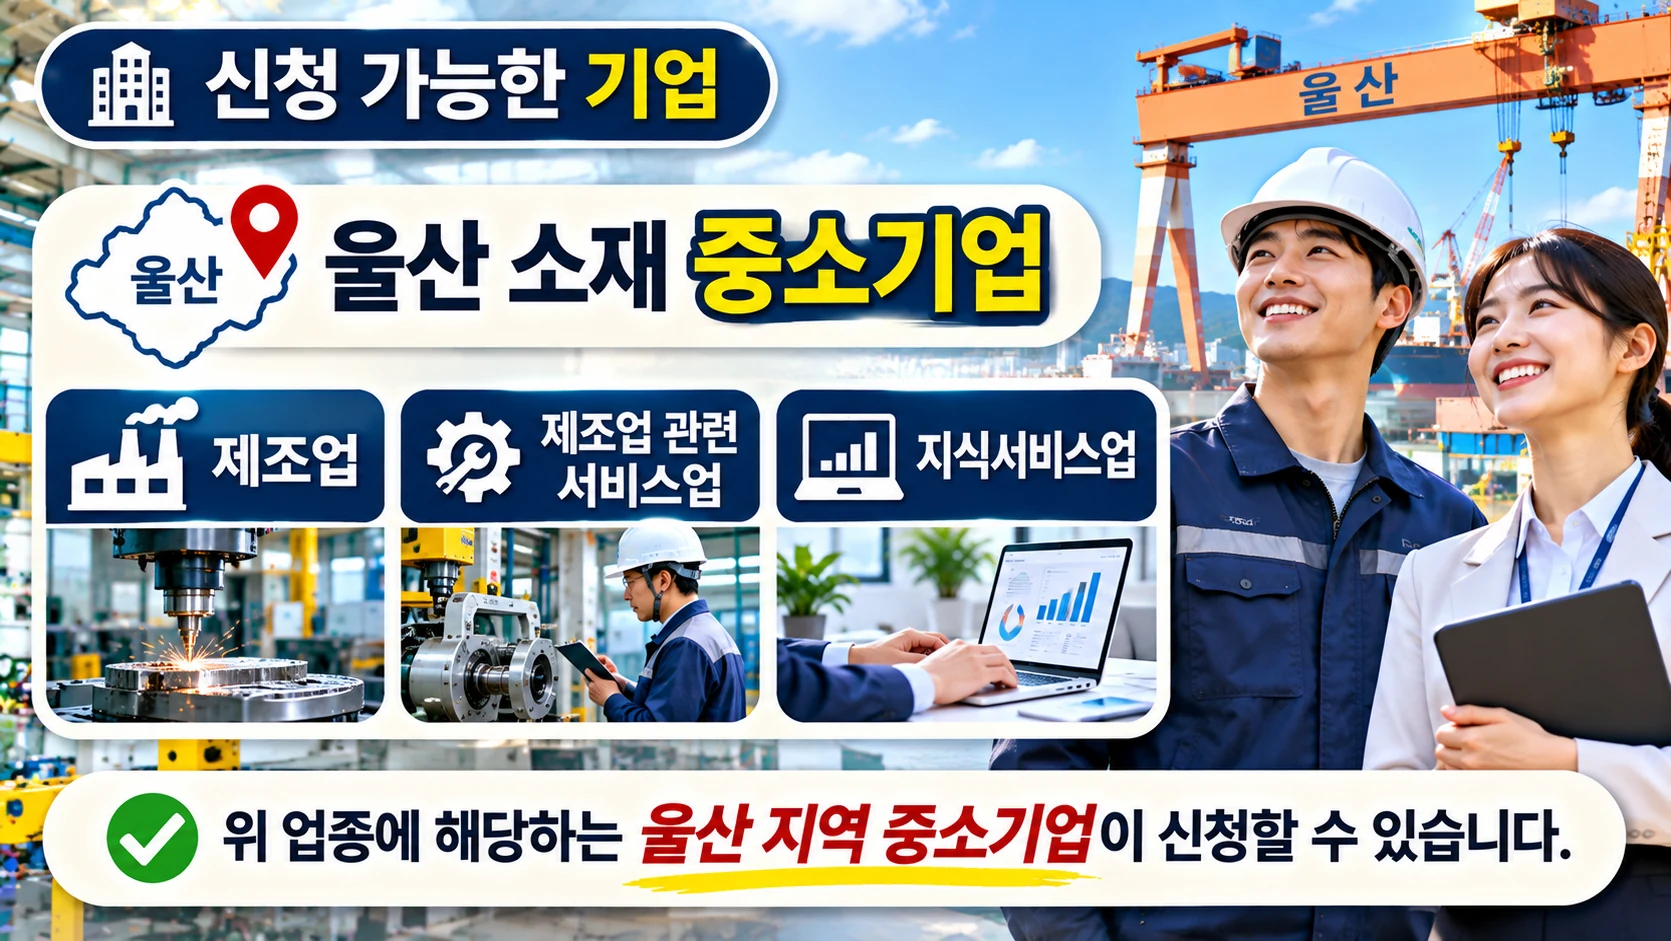 신청 가능한 기업
울산
울산
울산 소재 중소기업
제조업
제조업 관련
서비스업
지식서비스업
위 업종에 해당하는 울산 지역 중소기업이 신청할 수 있습니다.